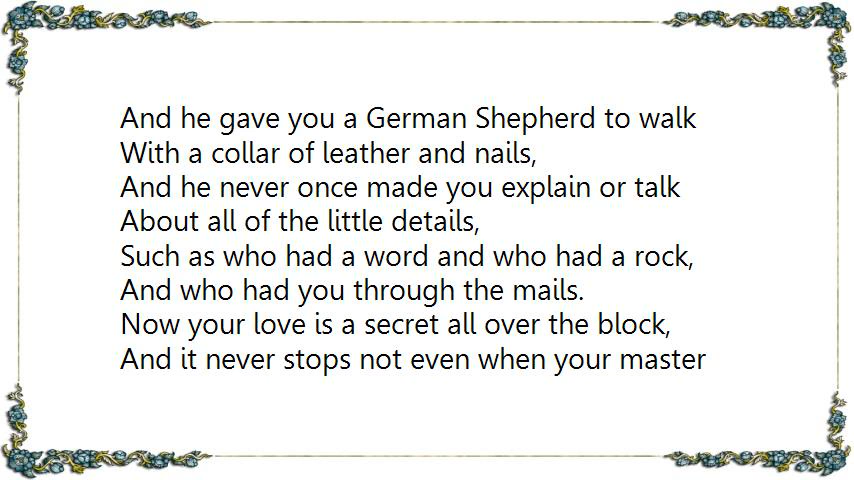 And he gave you a German Shepherd to walk
With a collar of leather and nails,
And he never once made you explain or talk
About all of the little details,
Such as who had a word and who had a rock,
And who had you through the mails.
Now your love is a secret all over the block,
And it never stops not even when your master